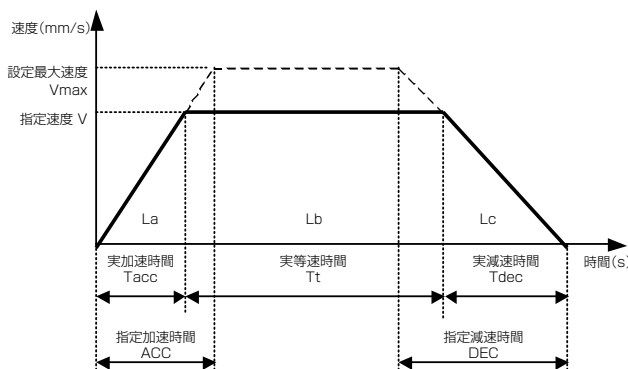 速度(mm/s)
設定最大速度
Vmax
指定速度 V
La
Lb
Lc
実加速時間
Tacc
実等速時間
Tt
実減速時間
Tdec
時間(s)
指定加速時間
ACC
指定減速時間
DEC